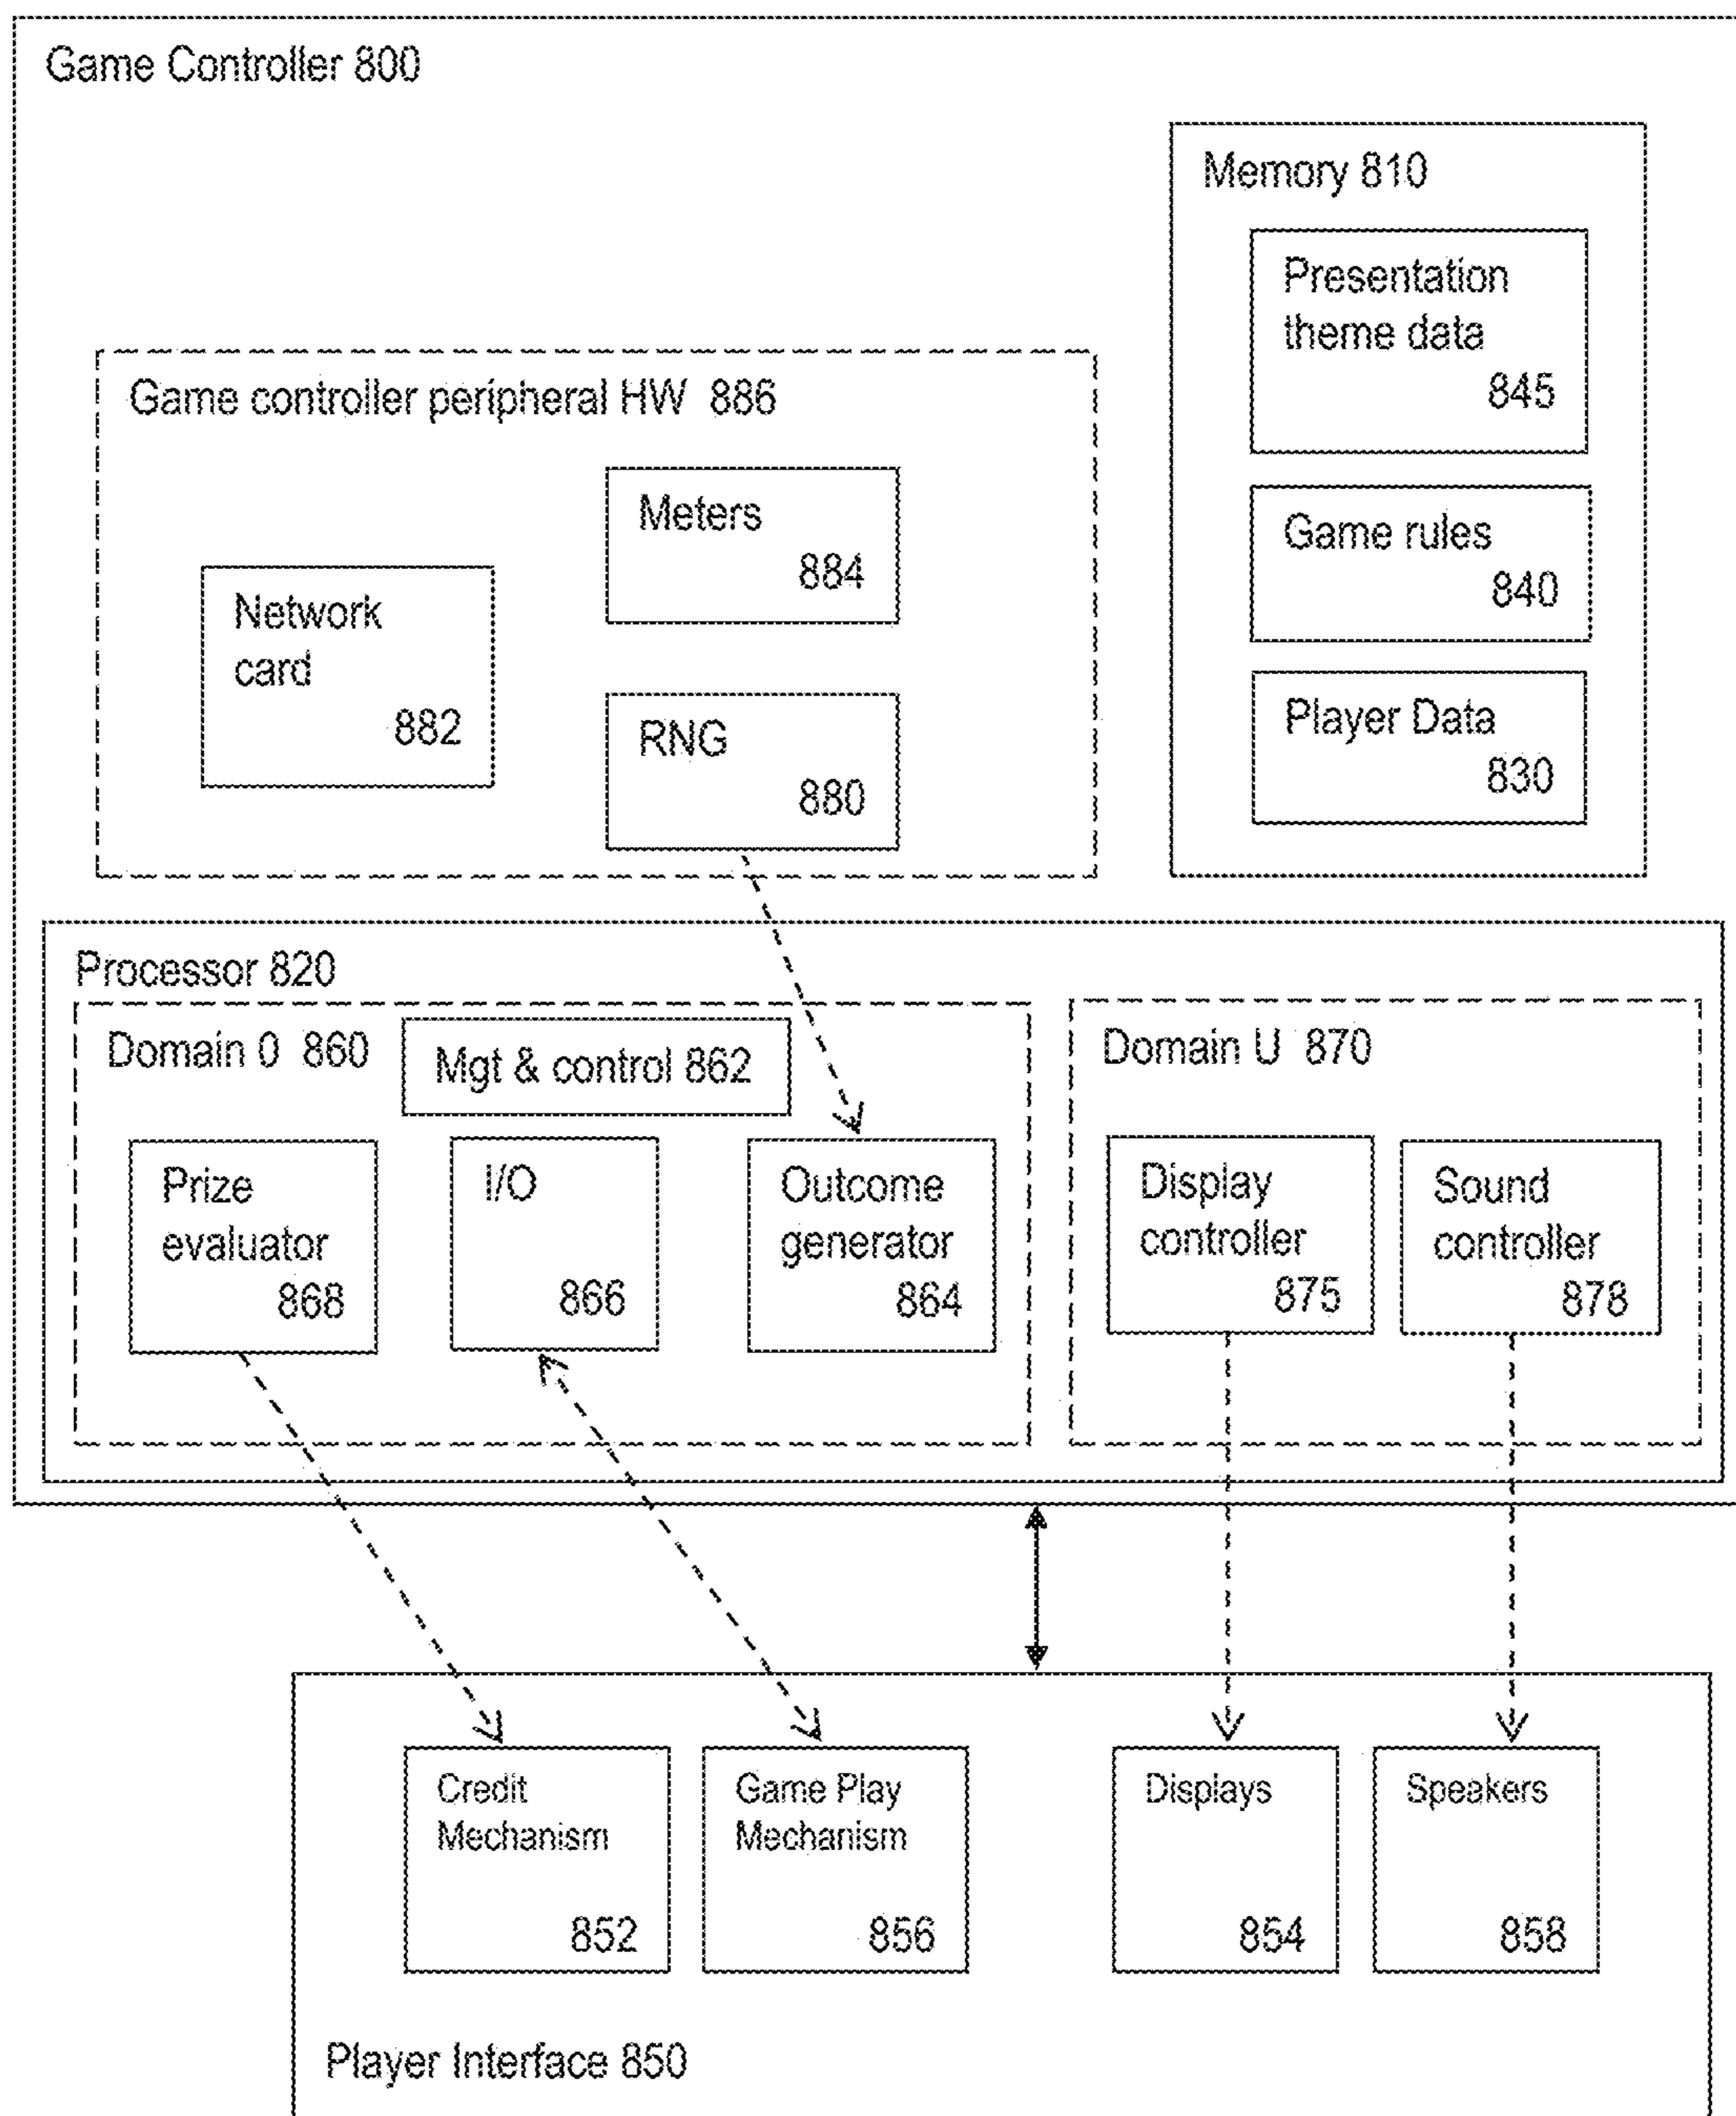 Game Controller 800
Memory 810
Presentation
theme data
845
Game rules
840
Player Data
830
Game controller peripheral HW 886
Meters
884
Network
card
882
RNG
880
Processor 820
Domain 0 860
Mgt & control 862
Prize
evaluator
868
I/O
866
Outcome
generator
864
Domain U 870
Display
controller
875
Sound
controller
878
Credit
Mechanism
852
Game Play
Mechanism
856
Displays
854
Speakers
858
Player Interface 850